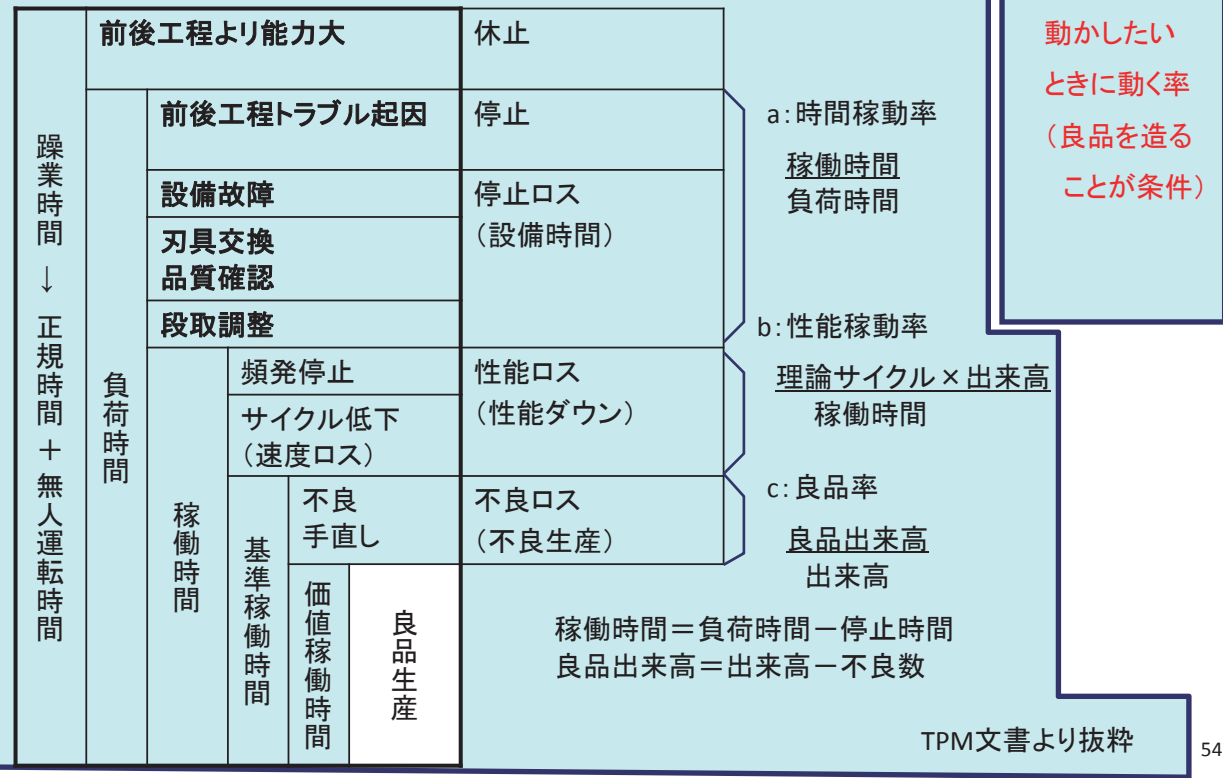 前後工程より能力大
休止
動かしたい
ときに動く率
（良品を造る
ことが条件）
躁業時間 → 正規時間＋無人運転時間
負荷時間
前後工程トラブル起因
停止
a:時間稼動率
稼働時間
負荷時間
設備故障
停止ロス
（設備時間）
刃具交換
品質確認
段取調整
b:性能稼動率
理論サイクル×出来高
稼働時間
稼働時間
頻発停止
性能ロス
（性能ダウン）
サイクル低下
（速度ロス）
c:良品率
良品出来高
出来高
基準稼働時間
不良
手直し
不良ロス
（不良生産）
価値稼働時間
良品生産
稼働時間＝負荷時間－停止時間
良品出来高＝出来高－不良数
TPM文書より抜粋
54